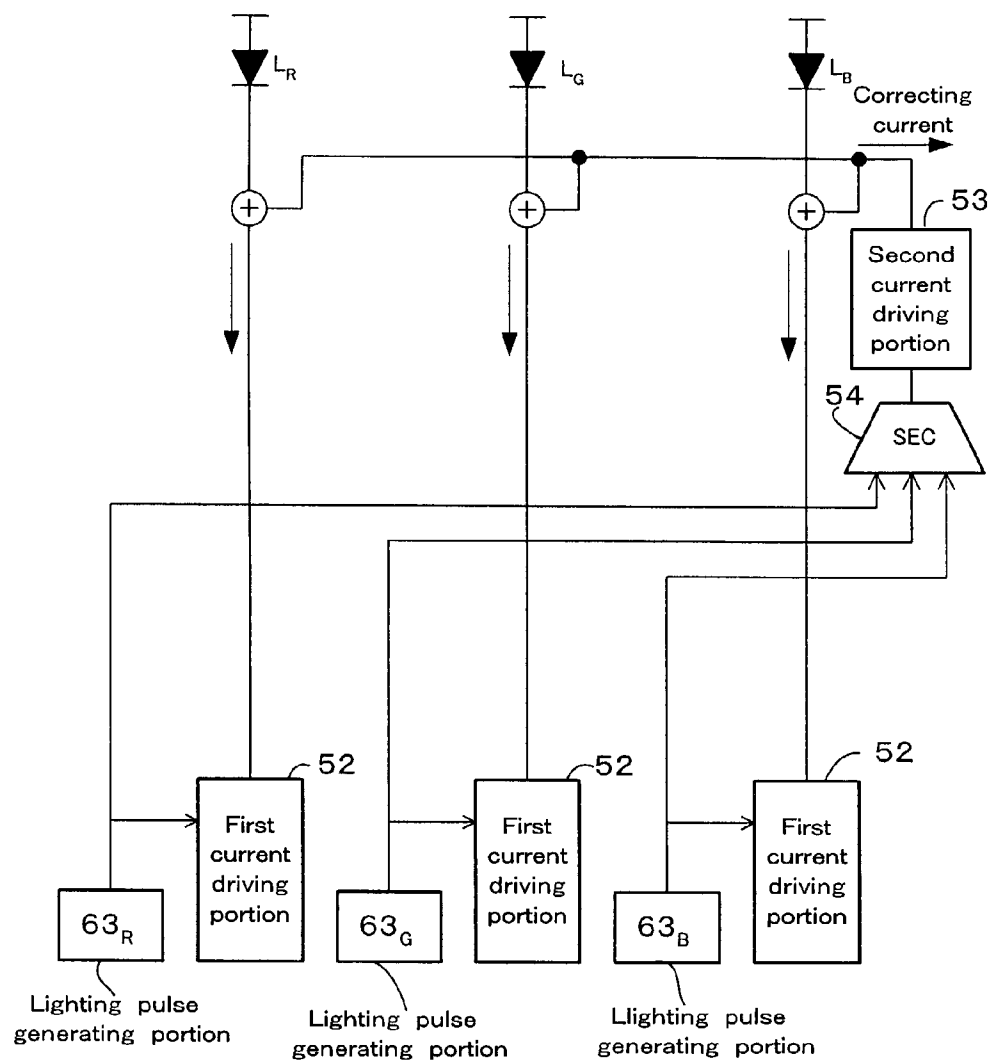 L_R
L_G
L_B
Correcting
current
+
+
+
53
Second
current
driving
portion
54
SEC
52
52
52
First
current
driving
portion
First
current
driving
portion
First
current
driving
portion
63_R
63_G
63_B
Lighting pulse
generating portion
Lighting pulse
generating portion
Llighting pulse
generating portion